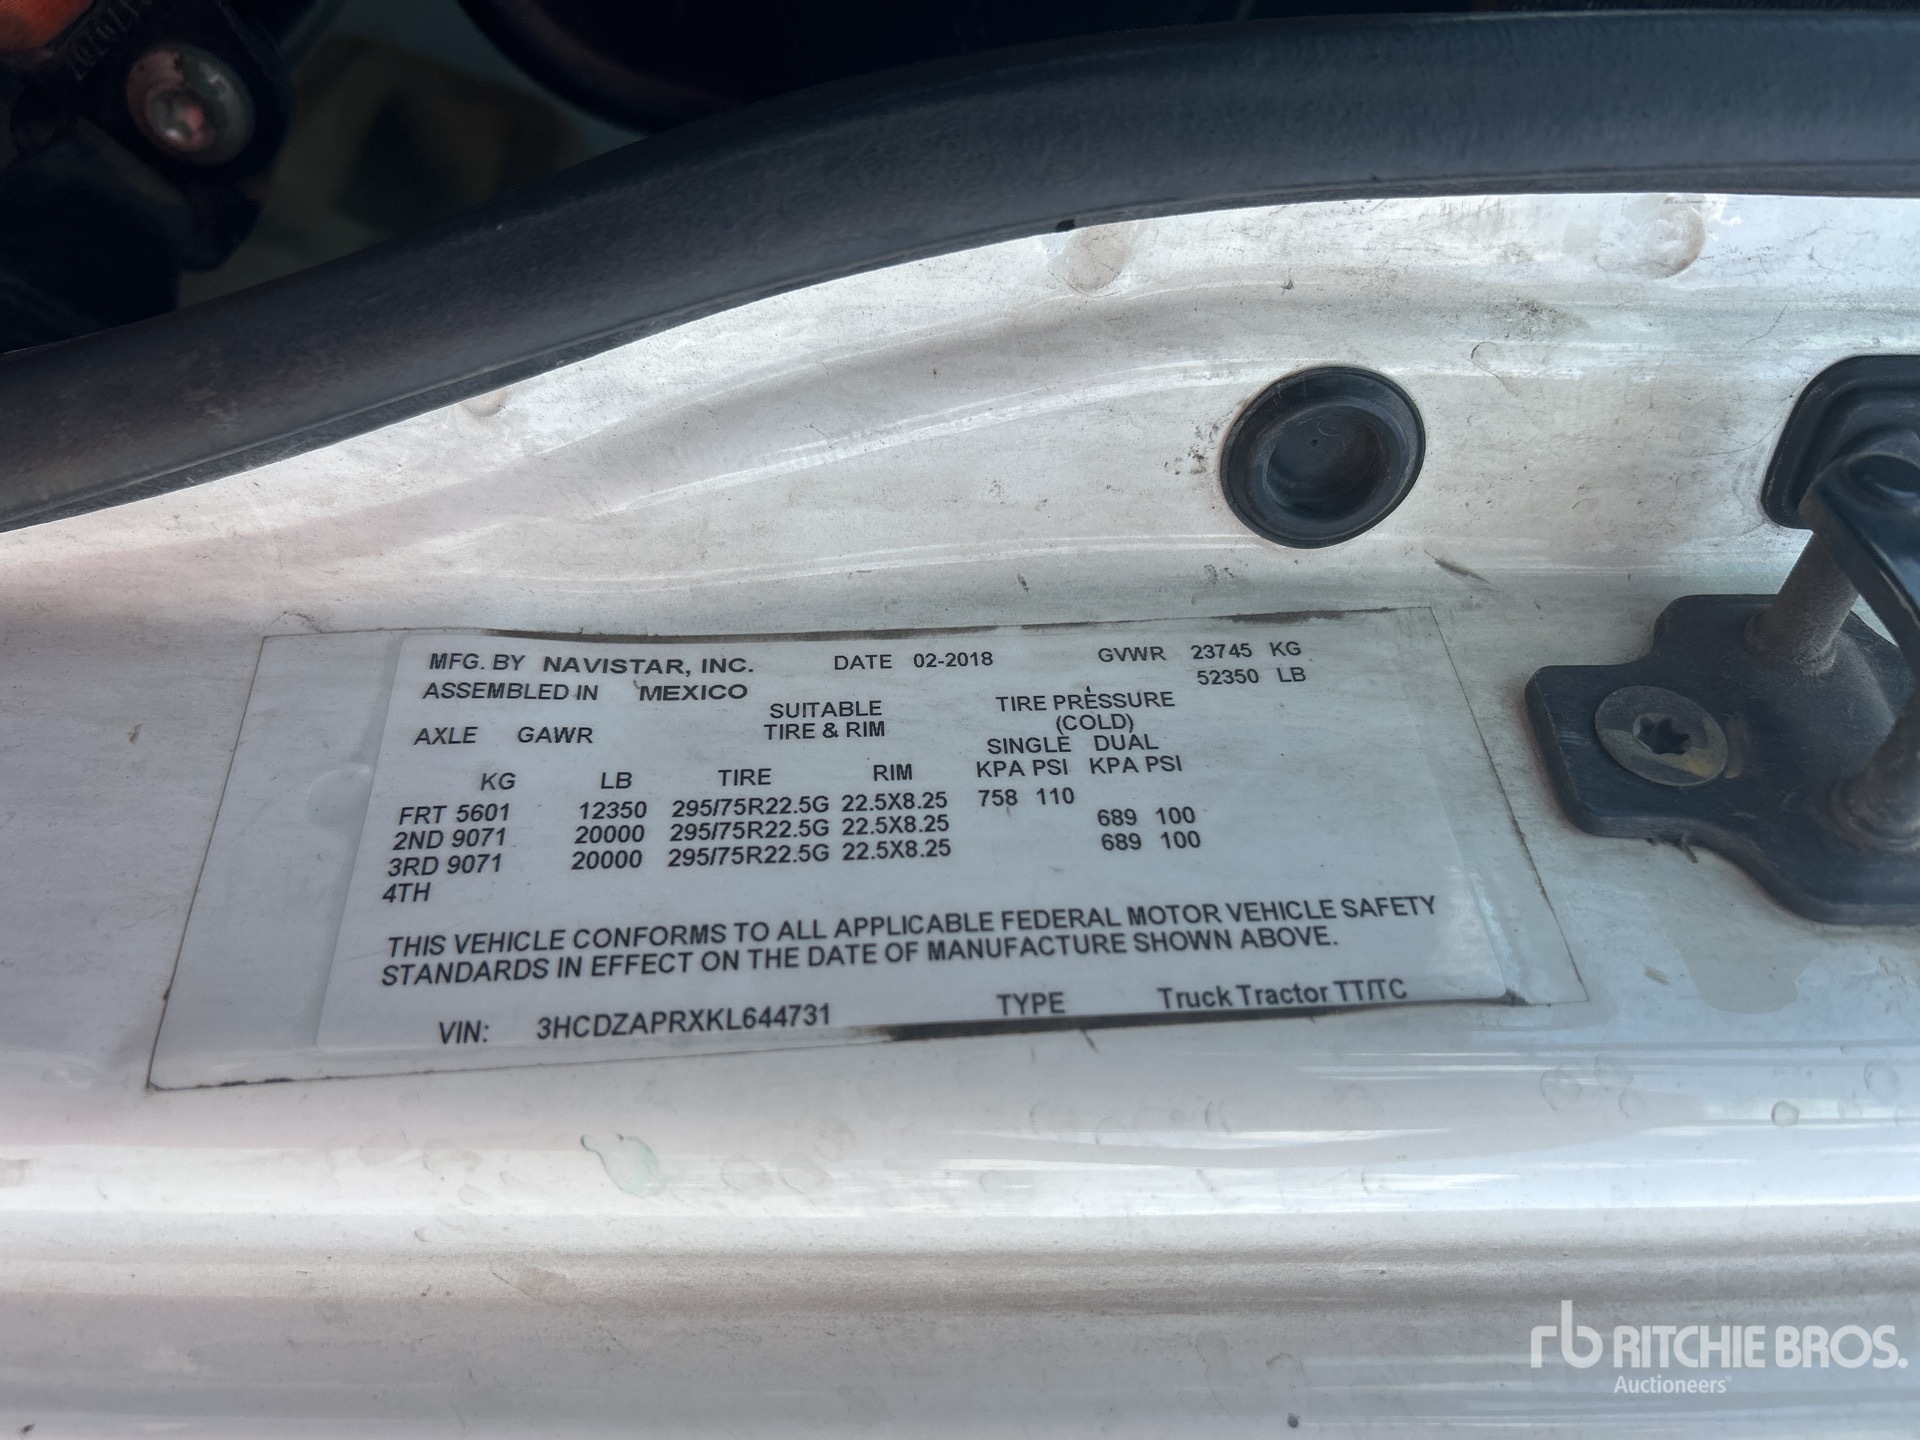 MFG. BY NAVISTAR, INC. DATE 02-2018 GVWR 23745 KG
ASSEMBLED IN MEXICO 52350 LB
SUITABLE TIRE PRESSURE
AXLE GAWR TIRE & RIM (COLD)
SINGLE DUAL
KG LB TIRE RIM KPA PSI KPA PSI
FRT 5601 12350 295/75R22.5G 22.5X8.25 758 110
2ND 9071 20000 295/75R22.5G 22.5X8.25 689 100
3RD 9071 20000 295/75R22.5G 22.5X8.25 689 100
4TH
THIS VEHICLE CONFORMS TO ALL APPLICABLE FEDERAL MOTOR VEHICLE SAFETY
STANDARDS IN EFFECT ON THE DATE OF MANUFACTURE SHOWN ABOVE.
VIN: 3HCDZAPRXKL644731 TYPE Truck Tractor TT/TC
rb RITCHIE BROS.
Auctioneers